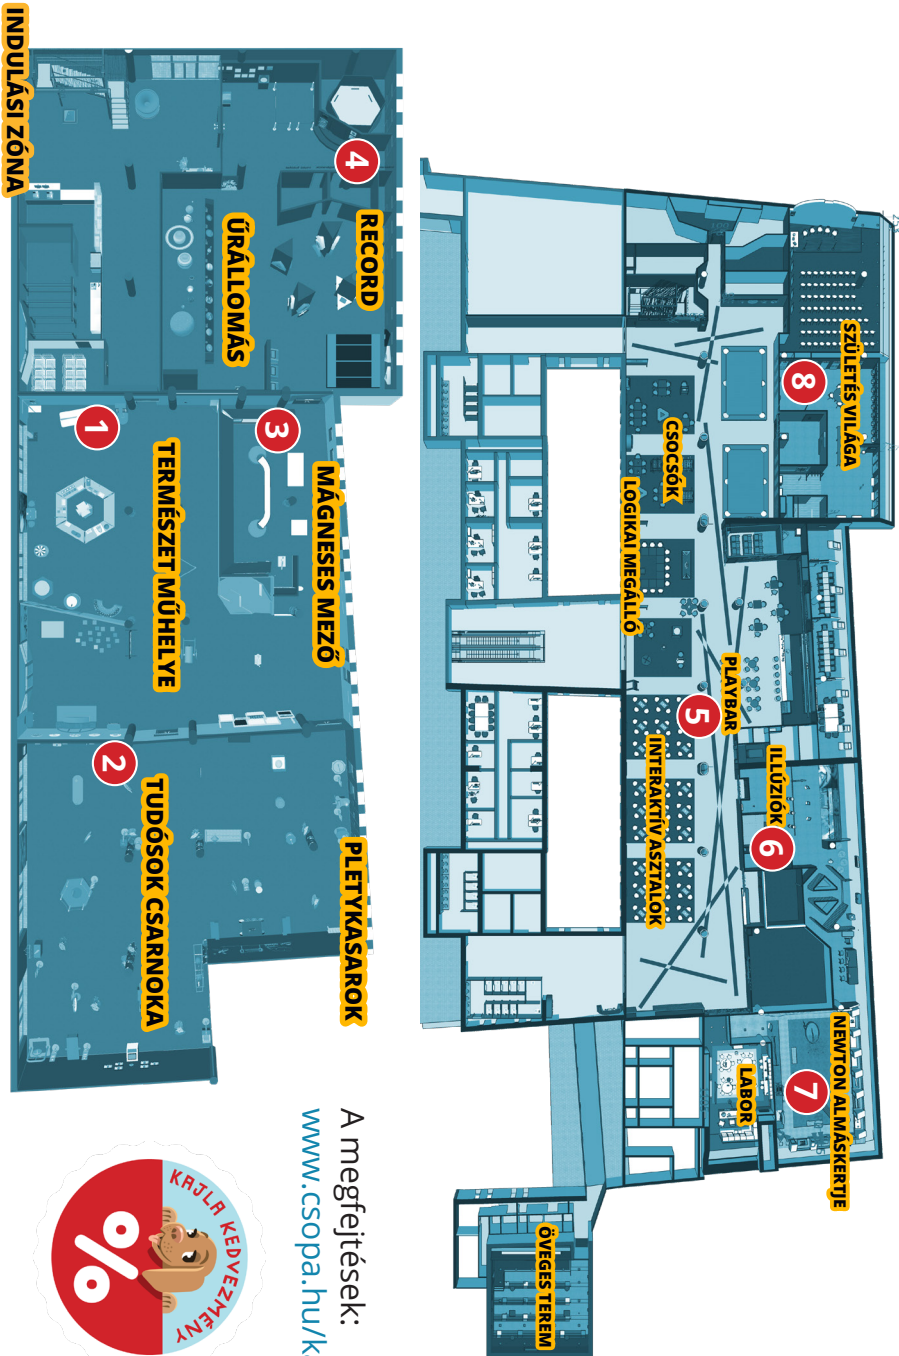 SZÜLETÉS VILÁGA
8
CSOCSÓK
LOGIKAI MEGÁLLÓ
PLAYBAR
5
INTERAKTÍV ASZTALOK
ILLÚZIÓK
6
NEWTON ALMÁSKERTJE
7
LABOR
ÖVEGES TEREM
RECORD
4
ŰRÁLLOMÁS
INDULÁSI ZÓNA
MÁGNESES MEZŐ
3
TERMÉSZET MŰHELYE
1
PLETYKASAROK
TUDÓSOK CSARNOKA
2
A megfejtések:
www.csopa.hu/k
KAJLA KEDVEZMÉNY
%